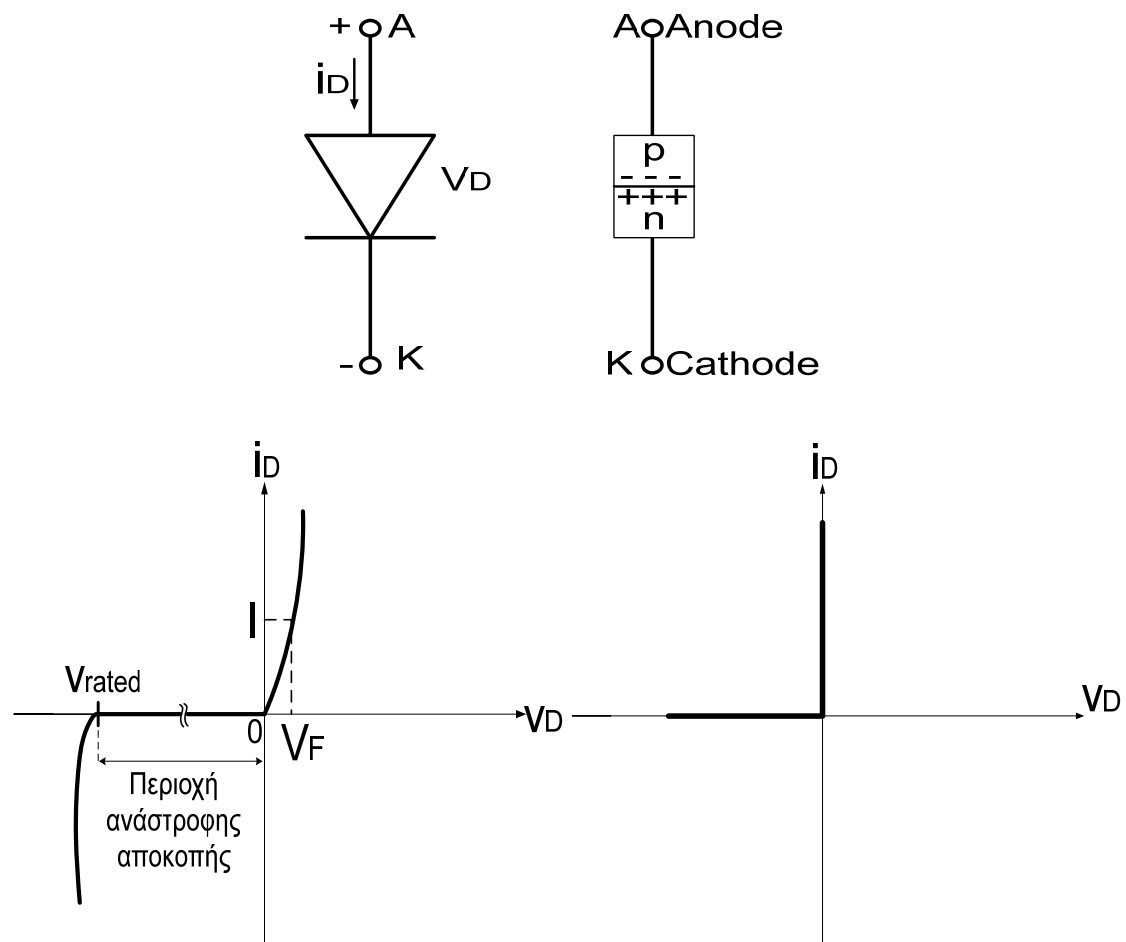 + A
iD
VD
- K
A Anode
p
- - -
+++
n
K Cathode
iD
I
Vrated
0
VF
VD
Περιοχή
ανάστροφης
αποκοπής
iD
VD